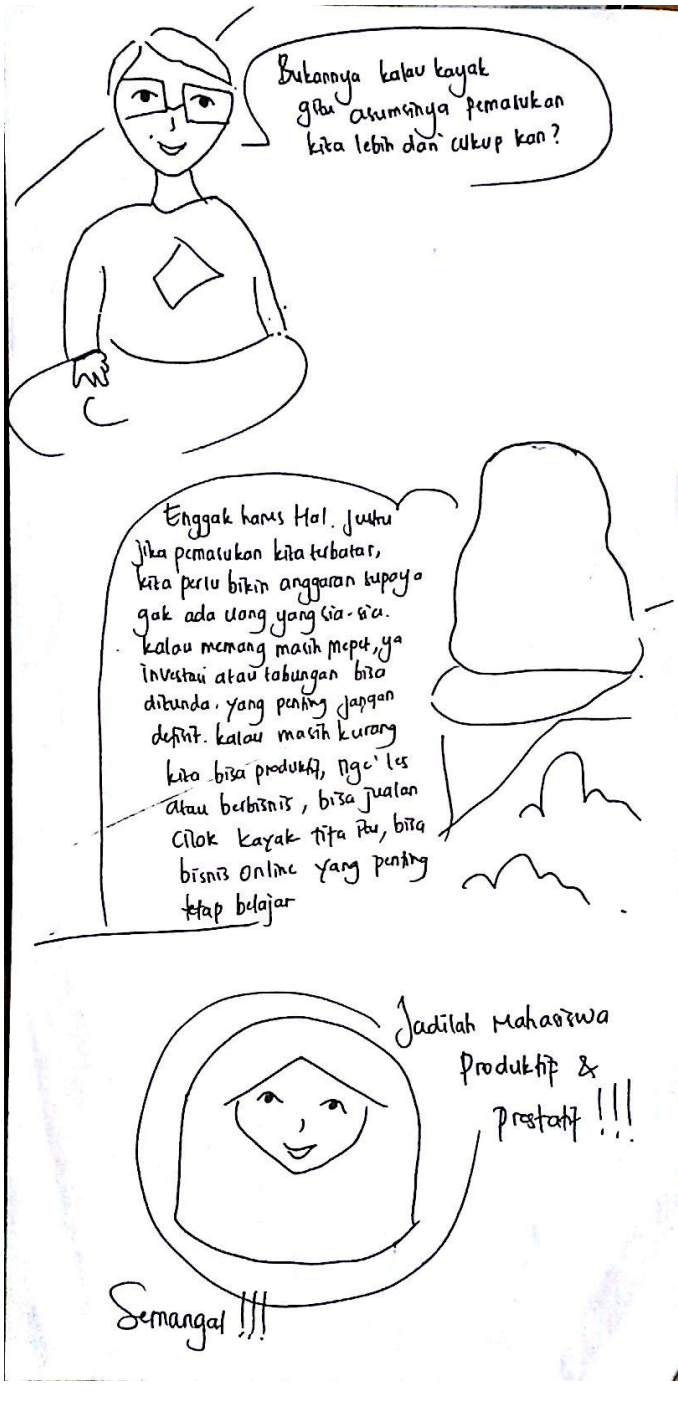 Bukannya kalau kayak
gitu asumsinya pemasukan
kita lebih dari cukup kan?
Enggak harus Hal. Justru
jika pemasukan kita terbatas,
kita perlu bikin anggaran supaya
gak ada uang yang sia-sia.
kalau memang masih mepet, ya
investasi atau tabungan bisa
ditunda. yang penting jangan
defisit. kalau masih kurang
kita bisa produktif, nge'les
atau berbisnis, bisa jualan
cilok kayak tita itu, bisa
bisnis online yang penting
tetap belajar
Jadilah Mahasiswa
Produktif &
Prestatif !!!
Semangat !!!